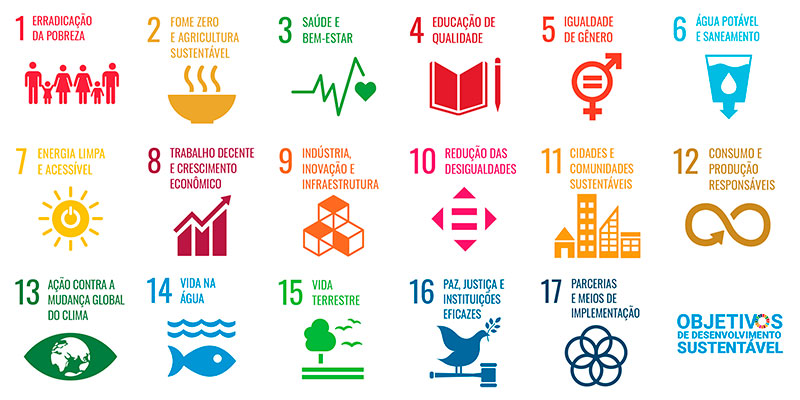 1 ERRADICAÇÃO
DA POBREZA
2 FOME ZERO
E AGRICULTURA
SUSTENTÁVEL
3 SAÚDE E
BEM-ESTAR
4 EDUCAÇÃO DE
QUALIDADE
5 IGUALDADE
DE GÊNERO
6 ÁGUA POTÁVEL
E SANEAMENTO
7 ENERGIA LIMPA
E ACESSÍVEL
8 TRABALHO DECENTE
E CRESCIMENTO
ECONÔMICO
9 INDÚSTRIA,
INOVAÇÃO E
INFRAESTRUTURA
10 REDUÇÃO DAS
DESIGUALDADES
11 CIDADES E
COMUNIDADES
SUSTENTÁVEIS
12 CONSUMO E
PRODUÇÃO
RESPONSÁVEIS
13 AÇÃO CONTRA A
MUDANÇA GLOBAL
DO CLIMA
14 VIDA NA
ÁGUA
15 VIDA
TERRESTRE
16 PAZ, JUSTIÇA E
INSTITUIÇÕES
EFICAZES
17 PARCERIAS
E MEIOS DE
IMPLEMENTAÇÃO
OBJETIVOS
DE DESENVOLVIMENTO
SUSTENTÁVEL